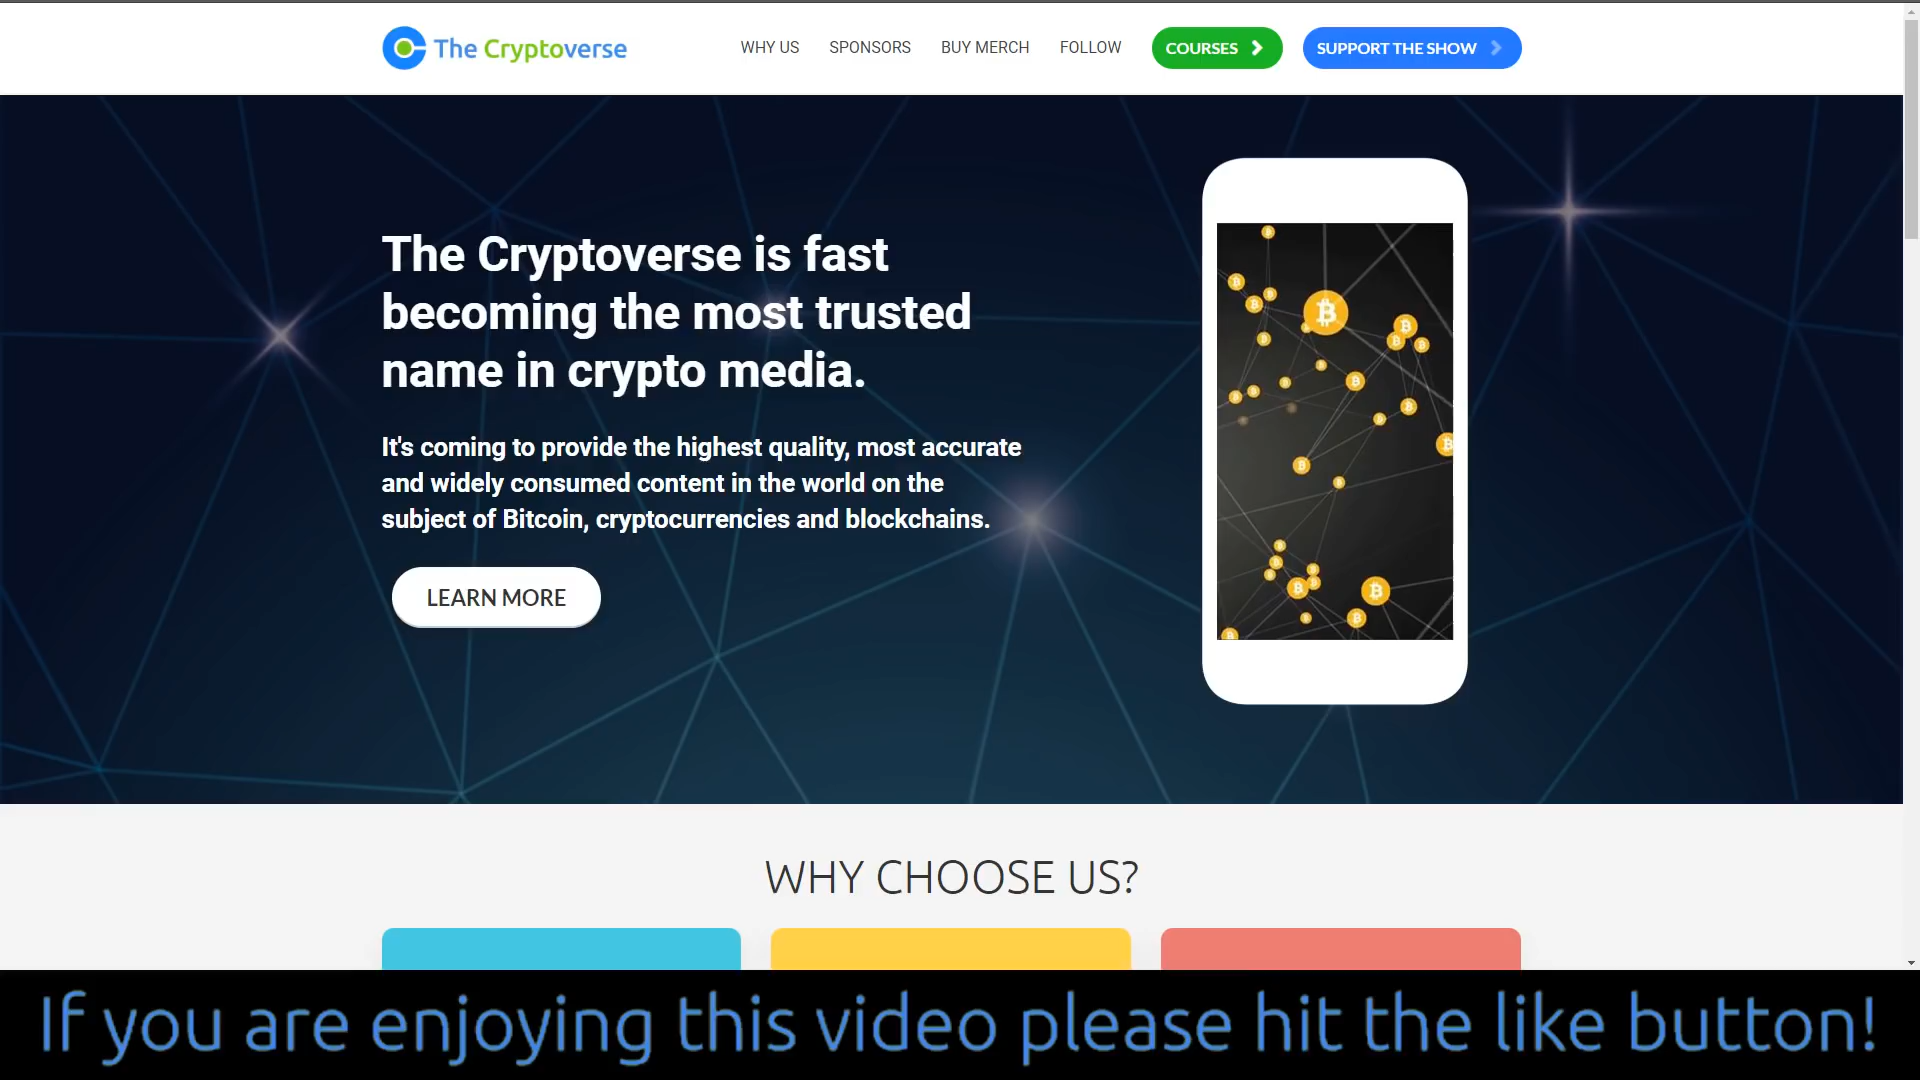 The Cryptoverse
WHY US
SPONSORS
BUY MERCH
FOLLOW
COURSES
SUPPORT THE SHOW
The Cryptoverse is fast
becoming the most trusted
name in crypto media.
It's coming to provide the highest quality, most accurate
and widely consumed content in the world on the
subject of Bitcoin, cryptocurrencies and blockchains.
LEARN MORE
WHY CHOOSE US?
If you are enjoying this video please hit the like button!